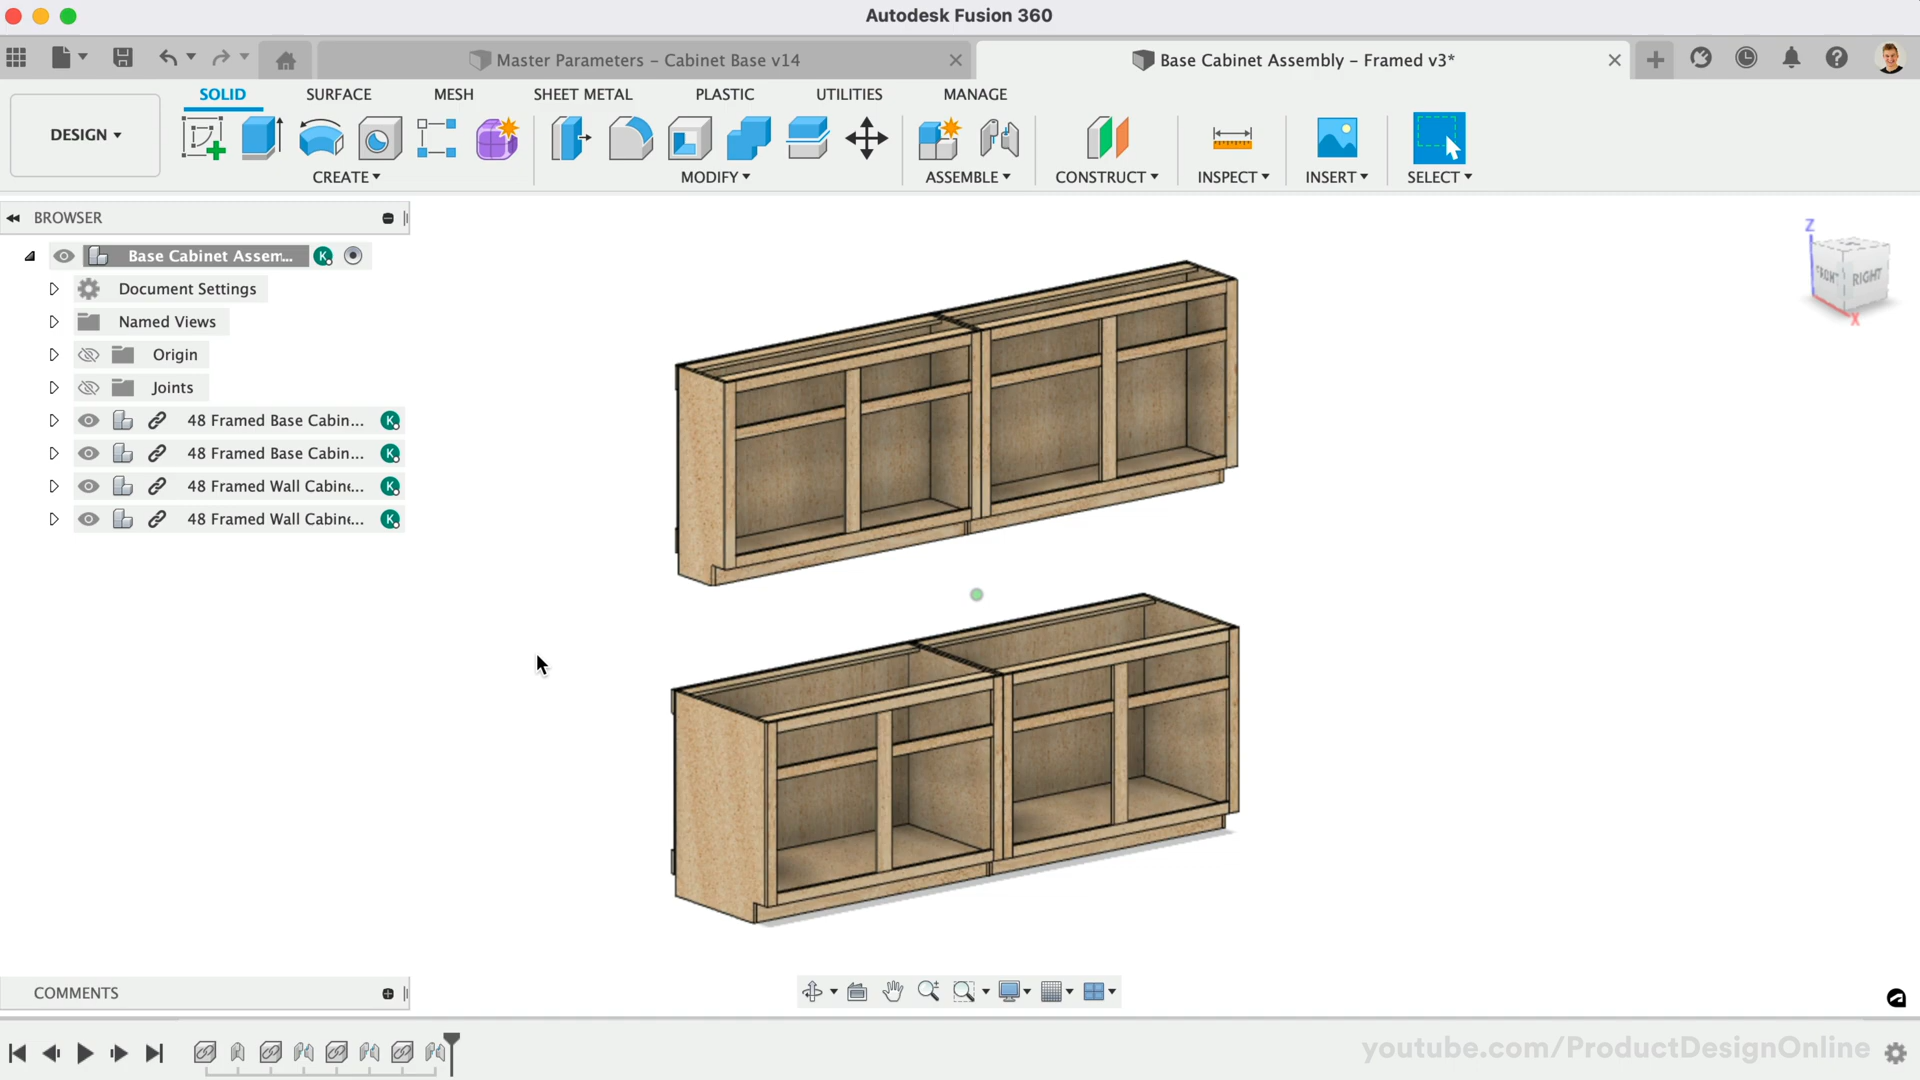 Autodesk Fusion 360
Master Parameters – Cabinet Base v14
Base Cabinet Assembly – Framed v3*
DESIGN
SOLID SURFACE MESH SHEET METAL PLASTIC UTILITIES MANAGE
CREATE MODIFY ASSEMBLE CONSTRUCT INSPECT INSERT SELECT
BROWSER
Base Cabinet Assem... K
Document Settings
Named Views
Origin
Joints
48 Framed Base Cabin... K
48 Framed Base Cabin... K
48 Framed Wall Cabine... K
48 Framed Wall Cabine... K
Z
FRONT RIGHT
X
COMMENTS
youtube.com/ProductDesignOnline